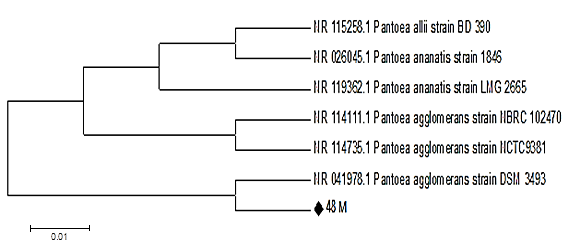 NR 115258.1 Pantoea allii strain BD 390
NR 026045.1 Pantoea ananatis strain 1846
NR 119362.1 Pantoea ananatis strain LMG 2665
NR 114111.1 Pantoea agglomerans strain NBRC 102470
NR 114735.1 Pantoea agglomerans strain NCTC9381
NR 041978.1 Pantoea agglomerans strain DSM 3493
48 M
0.01